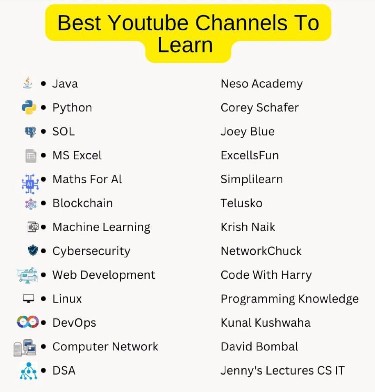 Best Youtube Channels To
Learn
Java Neso Academy
Python Corey Schafer
SOL Joey Blue
MS Excel ExcellsFun
Maths For Al Simplilearn
Blockchain Telusko
Machine Learning Krish Naik
Cybersecurity NetworkChuck
Web Development Code With Harry
Linux Programming Knowledge
DevOps Kunal Kushwaha
Computer Network David Bombal
DSA Jenny's Lectures CS IT